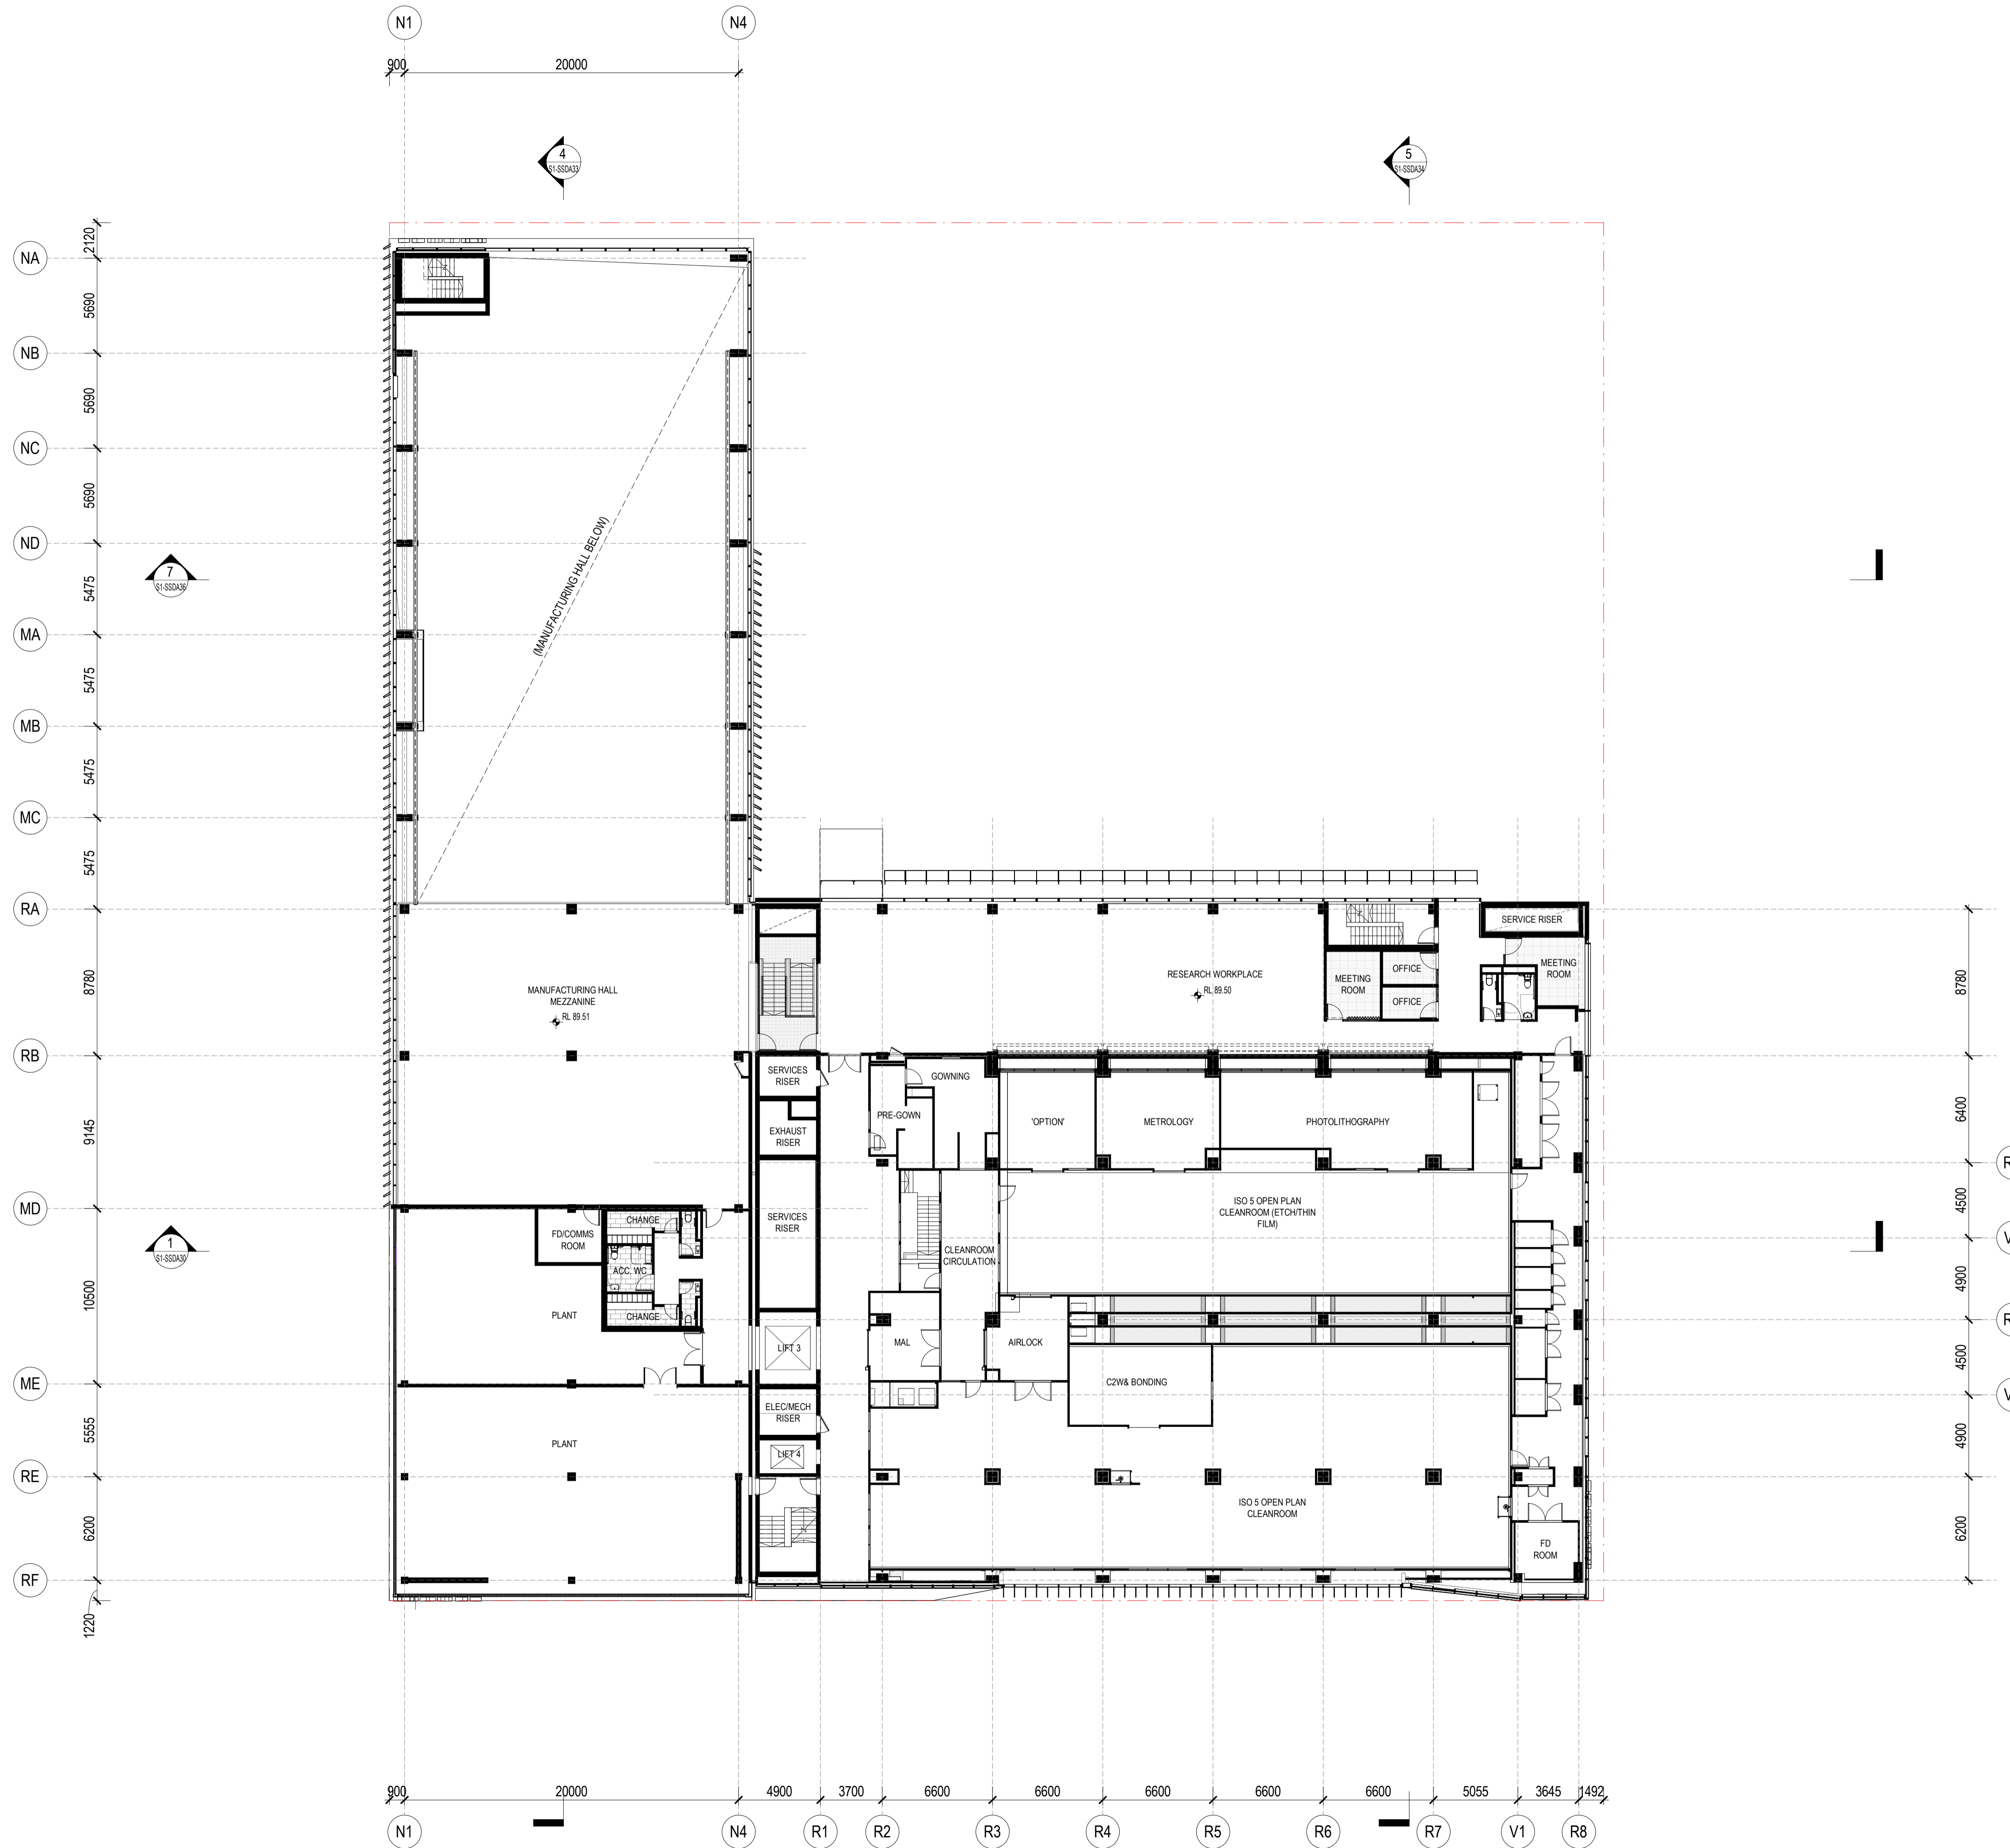 N1
N4
900
20000
4
S1-SSDA33
5
S1-SSDA34
2120
NA
5690
NB
5690
NC
5690
ND
5475
7
S1-SSDA36
MA
5475
MB
5475
MC
5475
RA
8780
RB
9145
MD
10500
ME
5555
RE
6200
RF
1220
1
S1-SSDA30
(MANUFACTURING HALL BELOW)
MANUFACTURING HALL
MEZZANINE
RL 89.51
RESEARCH WORKPLACE
RL 89.50
MEETING
ROOM
OFFICE
OFFICE
SERVICE RISER
MEETING
ROOM
SERVICES
RISER
EXHAUST
RISER
SERVICES
RISER
PRE-GOWN
GOWNING
'OPTION'
METROLOGY
PHOTOLITHOGRAPHY
ISO 5 OPEN PLAN
CLEANROOM (ETCH/THIN
FILM)
CLEANROOM
CIRCULATION
FD/COMMS
ROOM
CHANGE
ACC. WC
CHANGE
PLANT
LIFT 3
MAL
AIRLOCK
C2W& BONDING
ELEC/MECH
RISER
LIFT 4
PLANT
ISO 5 OPEN PLAN
CLEANROOM
FD
ROOM
8780
6400
R
4500
V
4900
R
4500
V
4900
6200
900
20000
4900
3700
6600
6600
6600
6600
6600
5055
3645
1492
N1
N4
R1
R2
R3
R4
R5
R6
R7
V1
R8